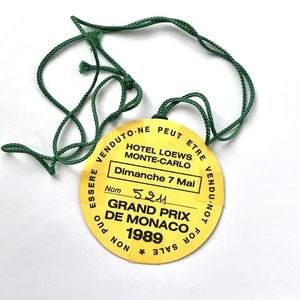 NON PUO ESSERE VENDUTO-NE PEUT ETRE VENDU-NOT FOR SALE ★
HOTEL LOEWS
MONTE-CARLO
Dimanche 7 Mai
Nom 5211
GRAND PRIX
DE MONACO
1989